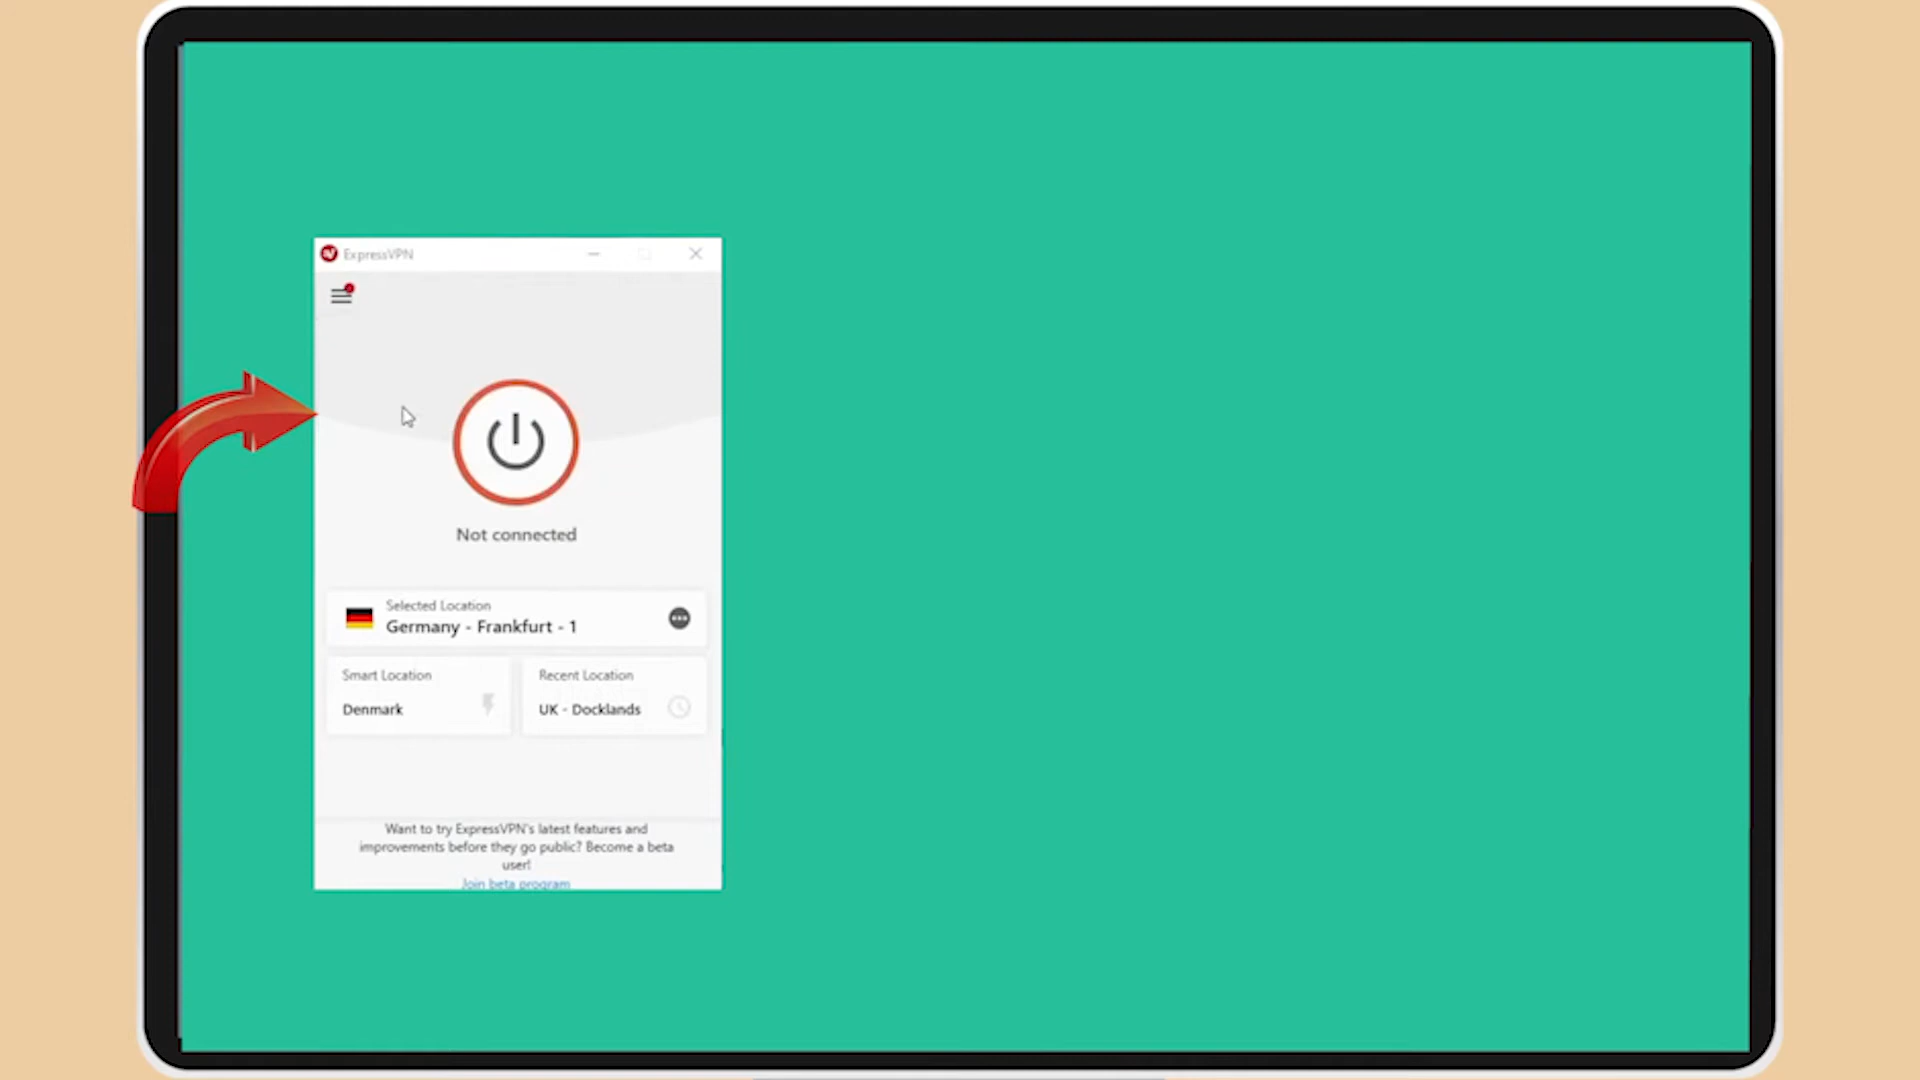 ExpressVPN
Not connected
Selected Location
Germany - Frankfurt - 1
Smart Location
Denmark
Recent Location
UK - Docklands
Want to try ExpressVPN's latest features and
improvements before they go public? Become a beta
user!
Join beta program